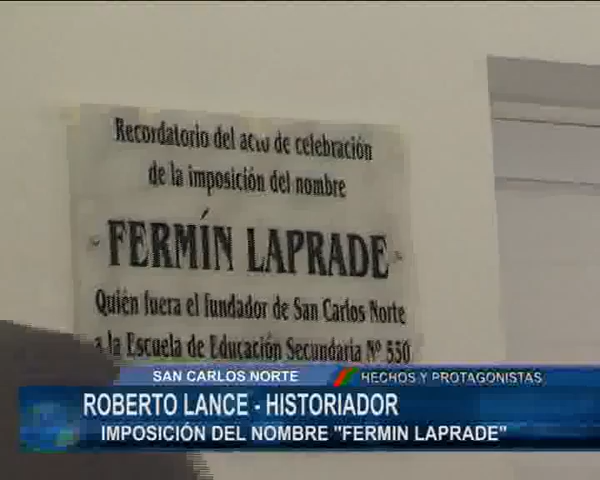 Recordatorio del acto de celebración
de la imposición del nombre
FERMÍN LAPRADE
Quién fuera el fundador de San Carlos Norte
a la Escuela de Educación Secundaria Nº 550
SAN CARLOS NORTE
HECHOS Y PROTAGONISTAS
ROBERTO LANCE - HISTORIADOR
IMPOSICIÓN DEL NOMBRE "FERMIN LAPRADE"